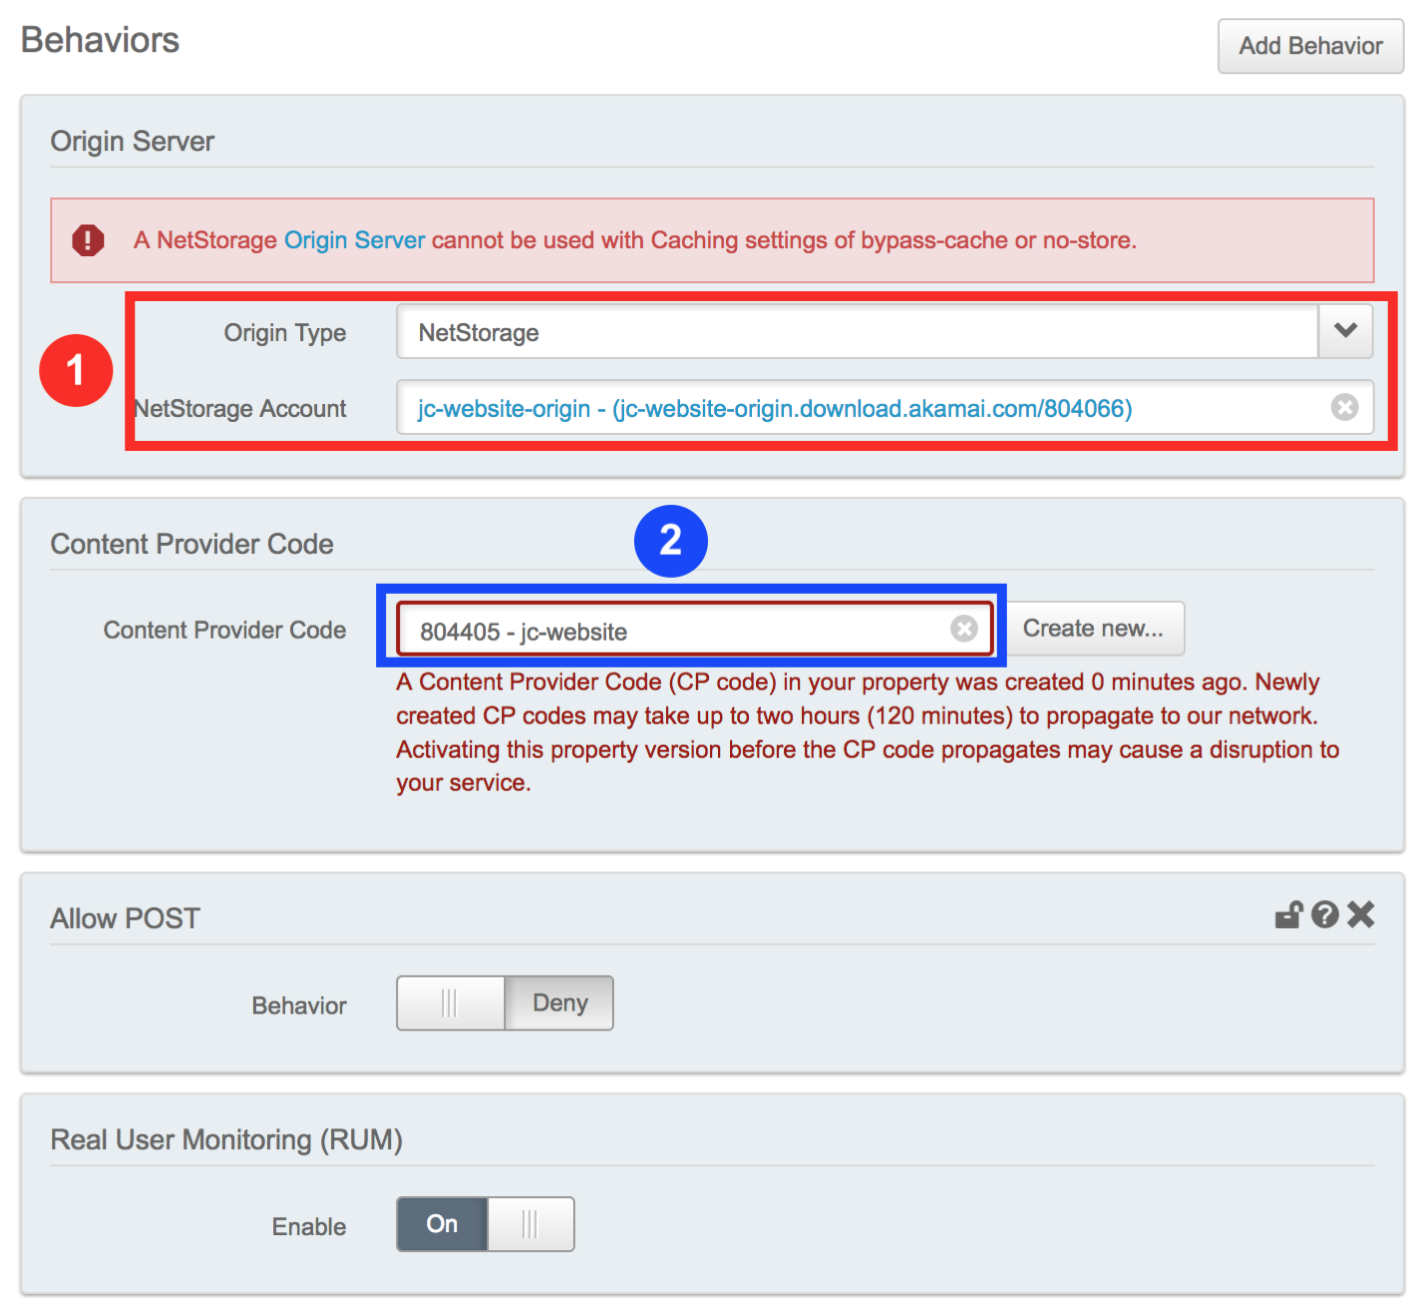 Behaviors
Add Behavior
Origin Server
A NetStorage Origin Server cannot be used with Caching settings of bypass-cache or no-store.
1
Origin Type
NetStorage
NetStorage Account
jc-website-origin - (jc-website-origin.download.akamai.com/804066)
2
Content Provider Code
Content Provider Code
804405 - jc-website
Create new...
A Content Provider Code (CP code) in your property was created 0 minutes ago. Newly
created CP codes may take up to two hours (120 minutes) to propagate to our network.
Activating this property version before the CP code propagates may cause a disruption to
your service.
Allow POST
Behavior
Deny
Real User Monitoring (RUM)
Enable
On